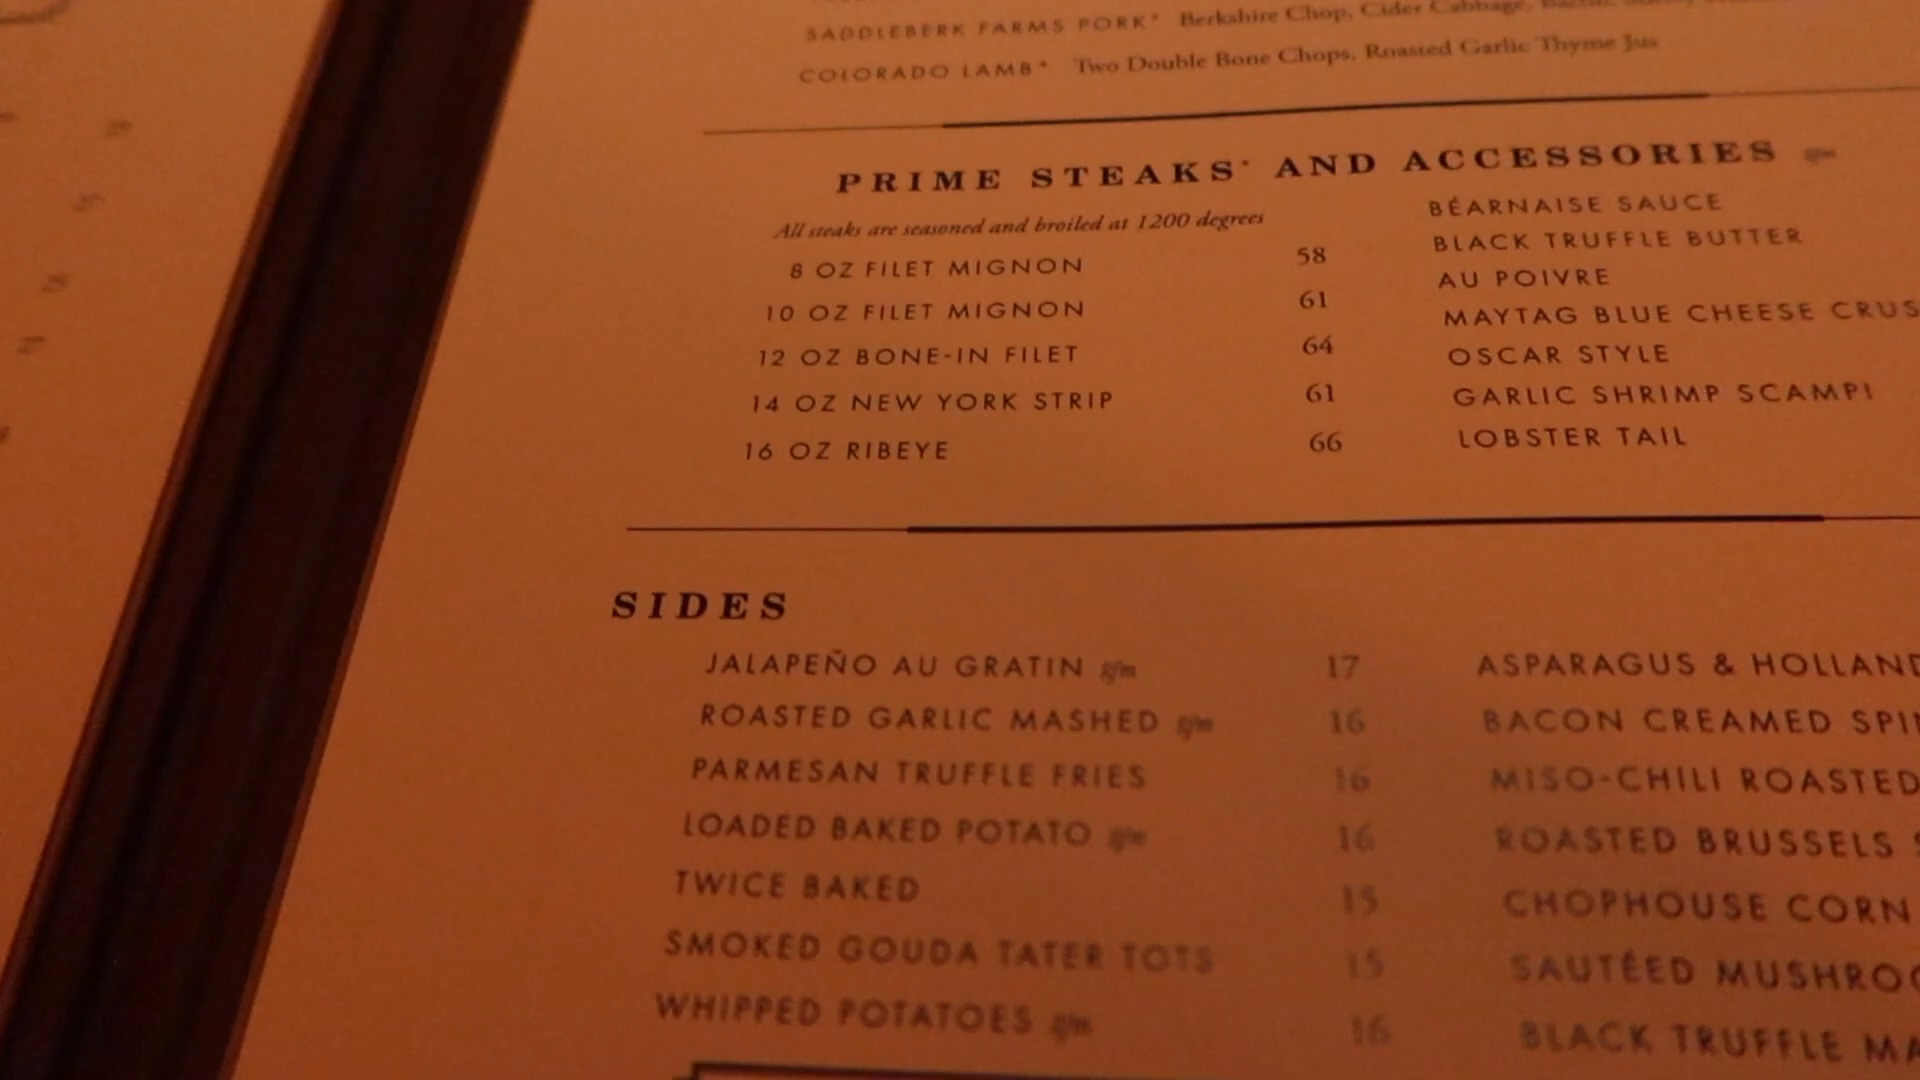 SADDLEBERK FARMS PORK* Berkshire Chop, Cider Cabbage,
COLORADO LAMB* Two Double Bone Chops, Roasted Garlic Thyme Jus
PRIME STEAKS* AND ACCESSORIES gfm
All steaks are seasoned and broiled at 1200 degrees
8 OZ FILET MIGNON 58
10 OZ FILET MIGNON 61
12 OZ BONE-IN FILET 64
14 OZ NEW YORK STRIP 61
16 OZ RIBEYE 66
BÉARNAISE SAUCE
BLACK TRUFFLE BUTTER
AU POIVRE
MAYTAG BLUE CHEESE CRUS
OSCAR STYLE
GARLIC SHRIMP SCAMPI
LOBSTER TAIL
SIDES
JALAPEÑO AU GRATIN gfm 17
ROASTED GARLIC MASHED gfm 16
PARMESAN TRUFFLE FRIES 16
LOADED BAKED POTATO gfm 16
TWICE BAKED 15
SMOKED GOUDA TATER TOTS 15
WHIPPED POTATOES gfm 16
ASPARAGUS & HOLLAND
BACON CREAMED SPIN
MISO-CHILI ROASTED
ROASTED BRUSSELS S
CHOPHOUSE CORN
SAUTÉED MUSHROO
BLACK TRUFFLE MA